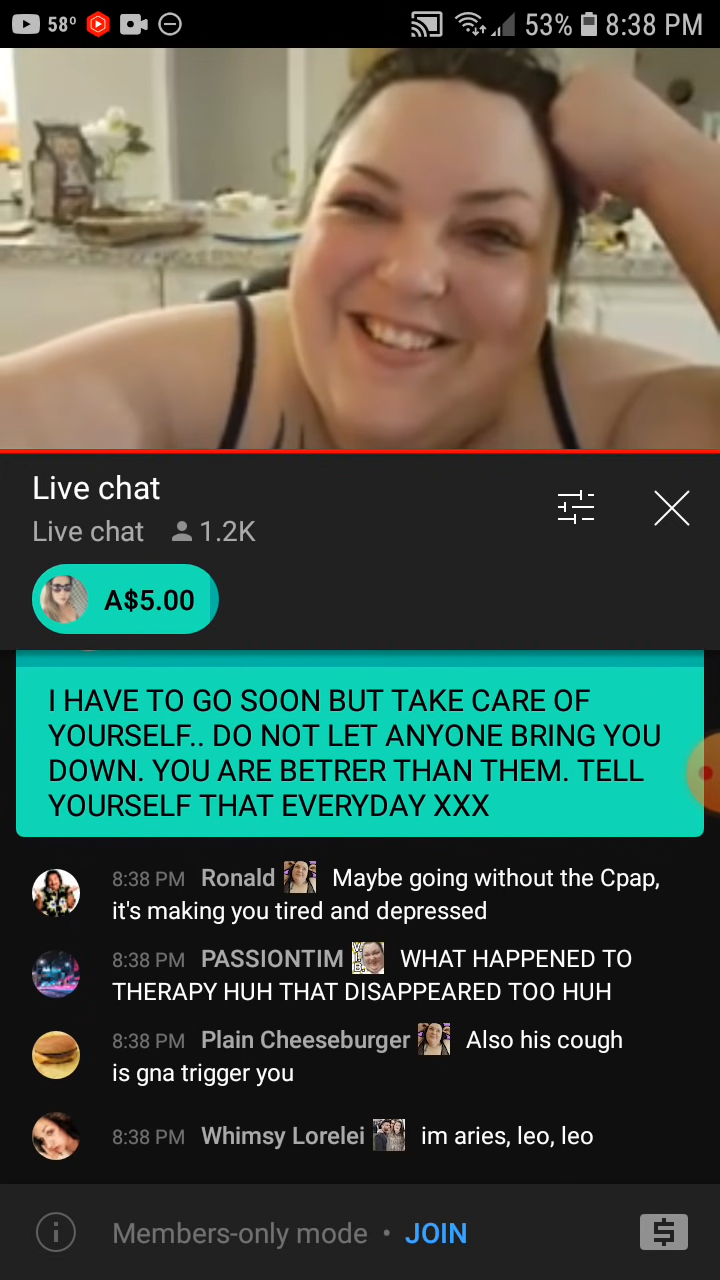 58°
53% 8:38 PM
Live chat
Live chat 1.2K
A$5.00
I HAVE TO GO SOON BUT TAKE CARE OF
YOURSELF.. DO NOT LET ANYONE BRING YOU
DOWN. YOU ARE BETRER THAN THEM. TELL
YOURSELF THAT EVERYDAY XXX
8:38 PM Ronald Maybe going without the Cpap,
it's making you tired and depressed
8:38 PM PASSIONTIM WHAT HAPPENED TO
THERAPY HUH THAT DISAPPEARED TOO HUH
8:38 PM Plain Cheeseburger Also his cough
is gna trigger you
8:38 PM Whimsy Lorelei im aries, leo, leo
Members-only mode • JOIN